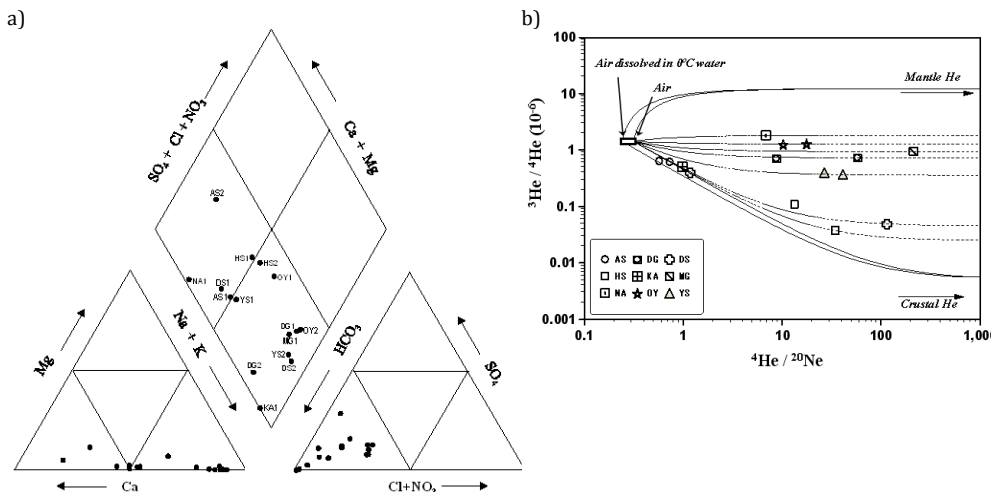 a)
SO₄ + Cl + NO₃
Ca + Mg
AS2
HS1
HS2
NA1
OY1
DS1
AS1
YS1
DG1
OY2
MG1
YS2
DS2
DG2
KA1
Mg
Na + K
HCO₃
SO₄
Ca
Cl+NO₃
b)
³He / ⁴He (10⁻⁶)
100
10
1
0.1
0.01
0.001
Air dissolved in 0°C water
Air
Mantle He
Crustal He
AS DG DS
HS KA MG
NA OY YS
0.1 1 10 100 1,000
⁴He / ²⁰Ne